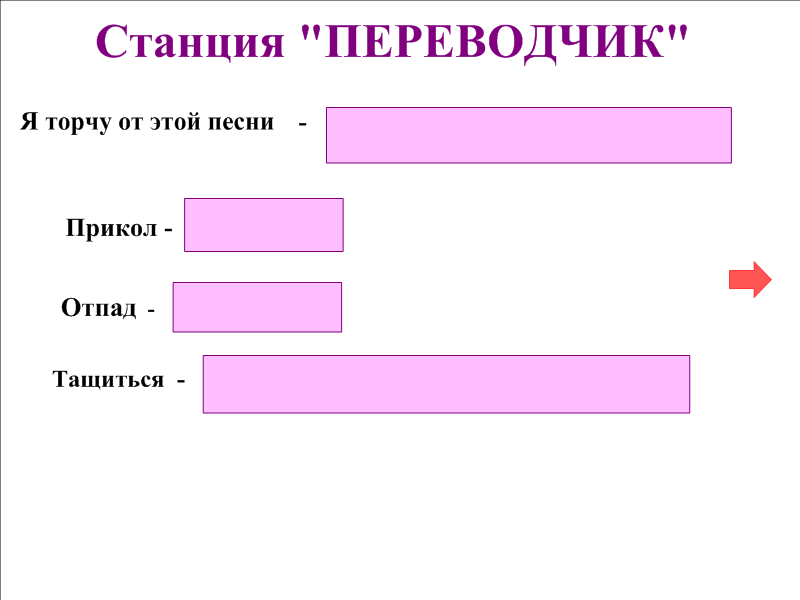 Станция "ПЕРЕВОДЧИК"
Я торчу от этой песни -
Прикол -
Отпад -
Тащиться -